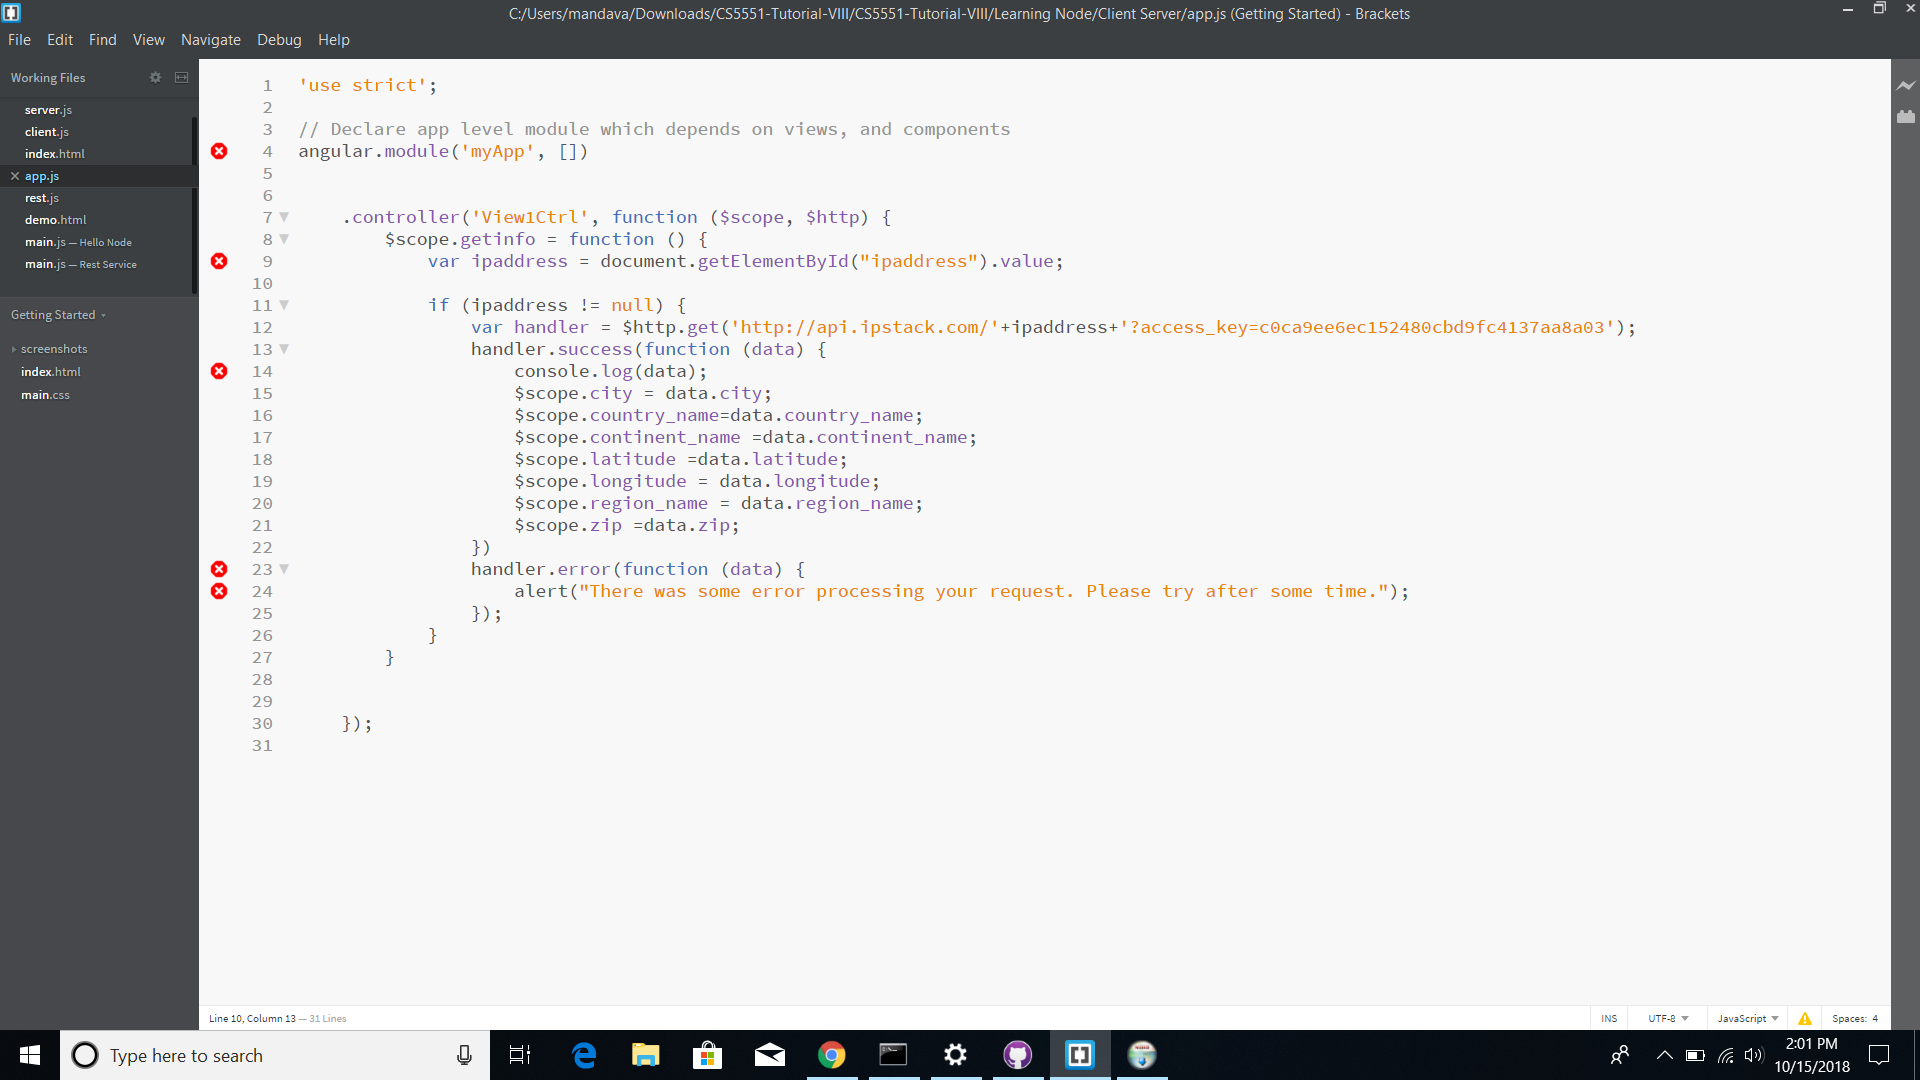 C:/Users/mandava/Downloads/CS5551-Tutorial-VIII/CS5551-Tutorial-VIII/Learning Node/Client Server/app.js (Getting Started) - Brackets
File Edit Find View Navigate Debug Help
Working Files
server.js
client.js
index.html
app.js
rest.js
demo.html
main.js — Hello Node
main.js — Rest Service
Getting Started
screenshots
index.html
main.css
1 'use strict';
2
3 // Declare app level module which depends on views, and components
4 angular.module('myApp', [])
5
6
7 .controller('View1Ctrl', function ($scope, $http) {
8 $scope.getinfo = function () {
9 var ipaddress = document.getElementById("ipaddress").value;
10
11 if (ipaddress != null) {
12 var handler = $http.get('http://api.ipstack.com/'+ipaddress+'?access_key=c0ca9ee6ec152480cbd9fc4137aa8a03');
13 handler.success(function (data) {
14 console.log(data);
15 $scope.city = data.city;
16 $scope.country_name=data.country_name;
17 $scope.continent_name =data.continent_name;
18 $scope.latitude =data.latitude;
19 $scope.longitude = data.longitude;
20 $scope.region_name = data.region_name;
21 $scope.zip =data.zip;
22 })
23 handler.error(function (data) {
24 alert("There was some error processing your request. Please try after some time.");
25 });
26 }
27 }
28
29
30 });
31
Line 10, Column 13 — 31 Lines
INS UTF-8 JavaScript Spaces: 4
Type here to search
2:01 PM
10/15/2018